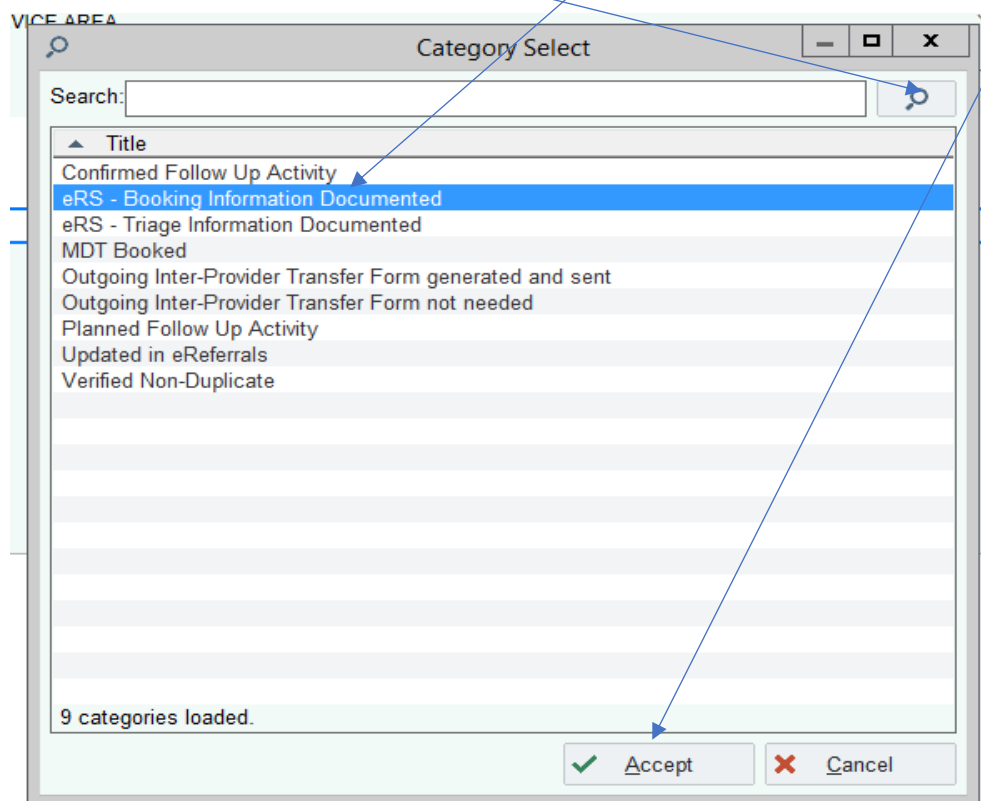 VICE AREA
Category Select
Search:
Title
Confirmed Follow Up Activity
eRS - Booking Information Documented
eRS - Triage Information Documented
MDT Booked
Outgoing Inter-Provider Transfer Form generated and sent
Outgoing Inter-Provider Transfer Form not needed
Planned Follow Up Activity
Updated in eReferrals
Verified Non-Duplicate
9 categories loaded.
Accept Cancel